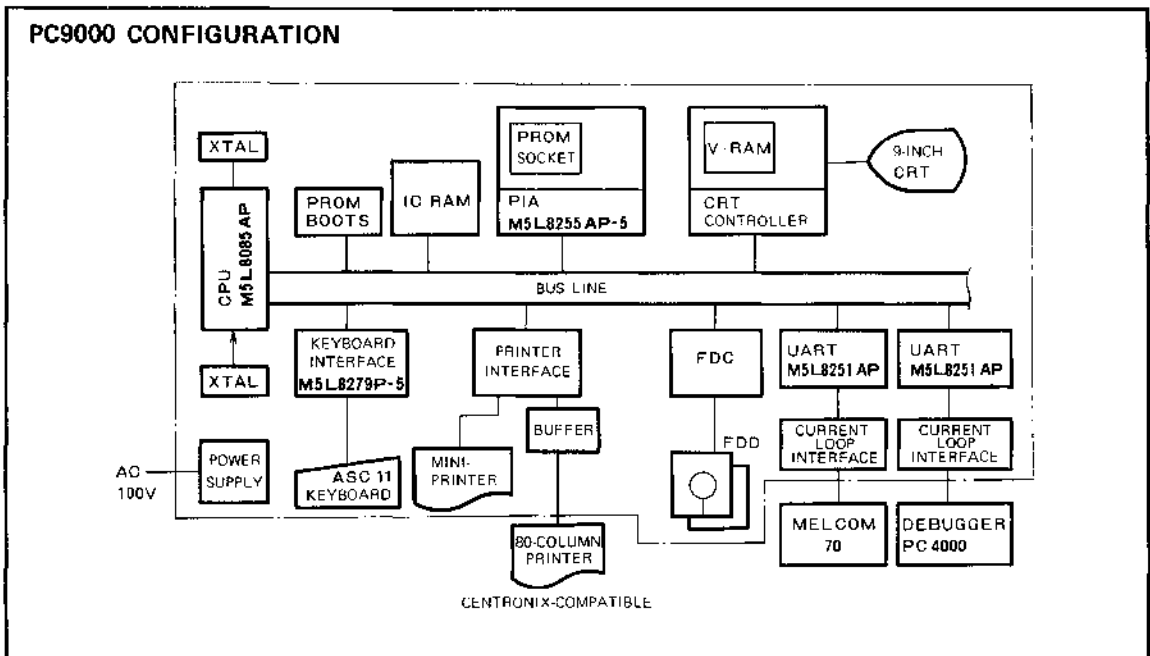 PC9000 CONFIGURATION
XTAL
CPU
M5L8085AP
XTAL
PROM
BOOTS
IC RAM
PROM
SOCKET
PIA
M5L8255AP-5
V-RAM
CRT
CONTROLLER
9-INCH
CRT
BUS LINE
KEYBOARD
INTERFACE
M5L8279P-5
PRINTER
INTERFACE
FDC
UART
M5L8251AP
UART
M5L8251AP
BUFFER
FDD
CURRENT
LOOP
INTERFACE
CURRENT
LOOP
INTERFACE
AC
100V
POWER
SUPPLY
ASC 11
KEYBOARD
MINI-
PRINTER
80-COLUMN
PRINTER
MELCOM
70
DEBUGGER
PC 4000
CENTRONIX-COMPATIBLE